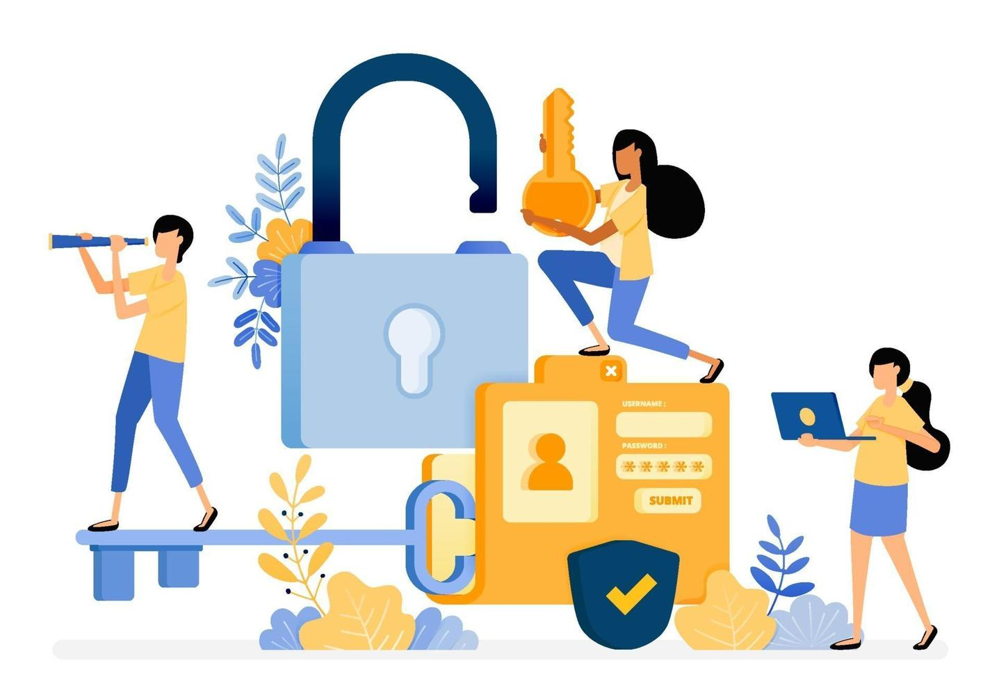 USERNAME :
PASSWORD :
*****
SUBMIT